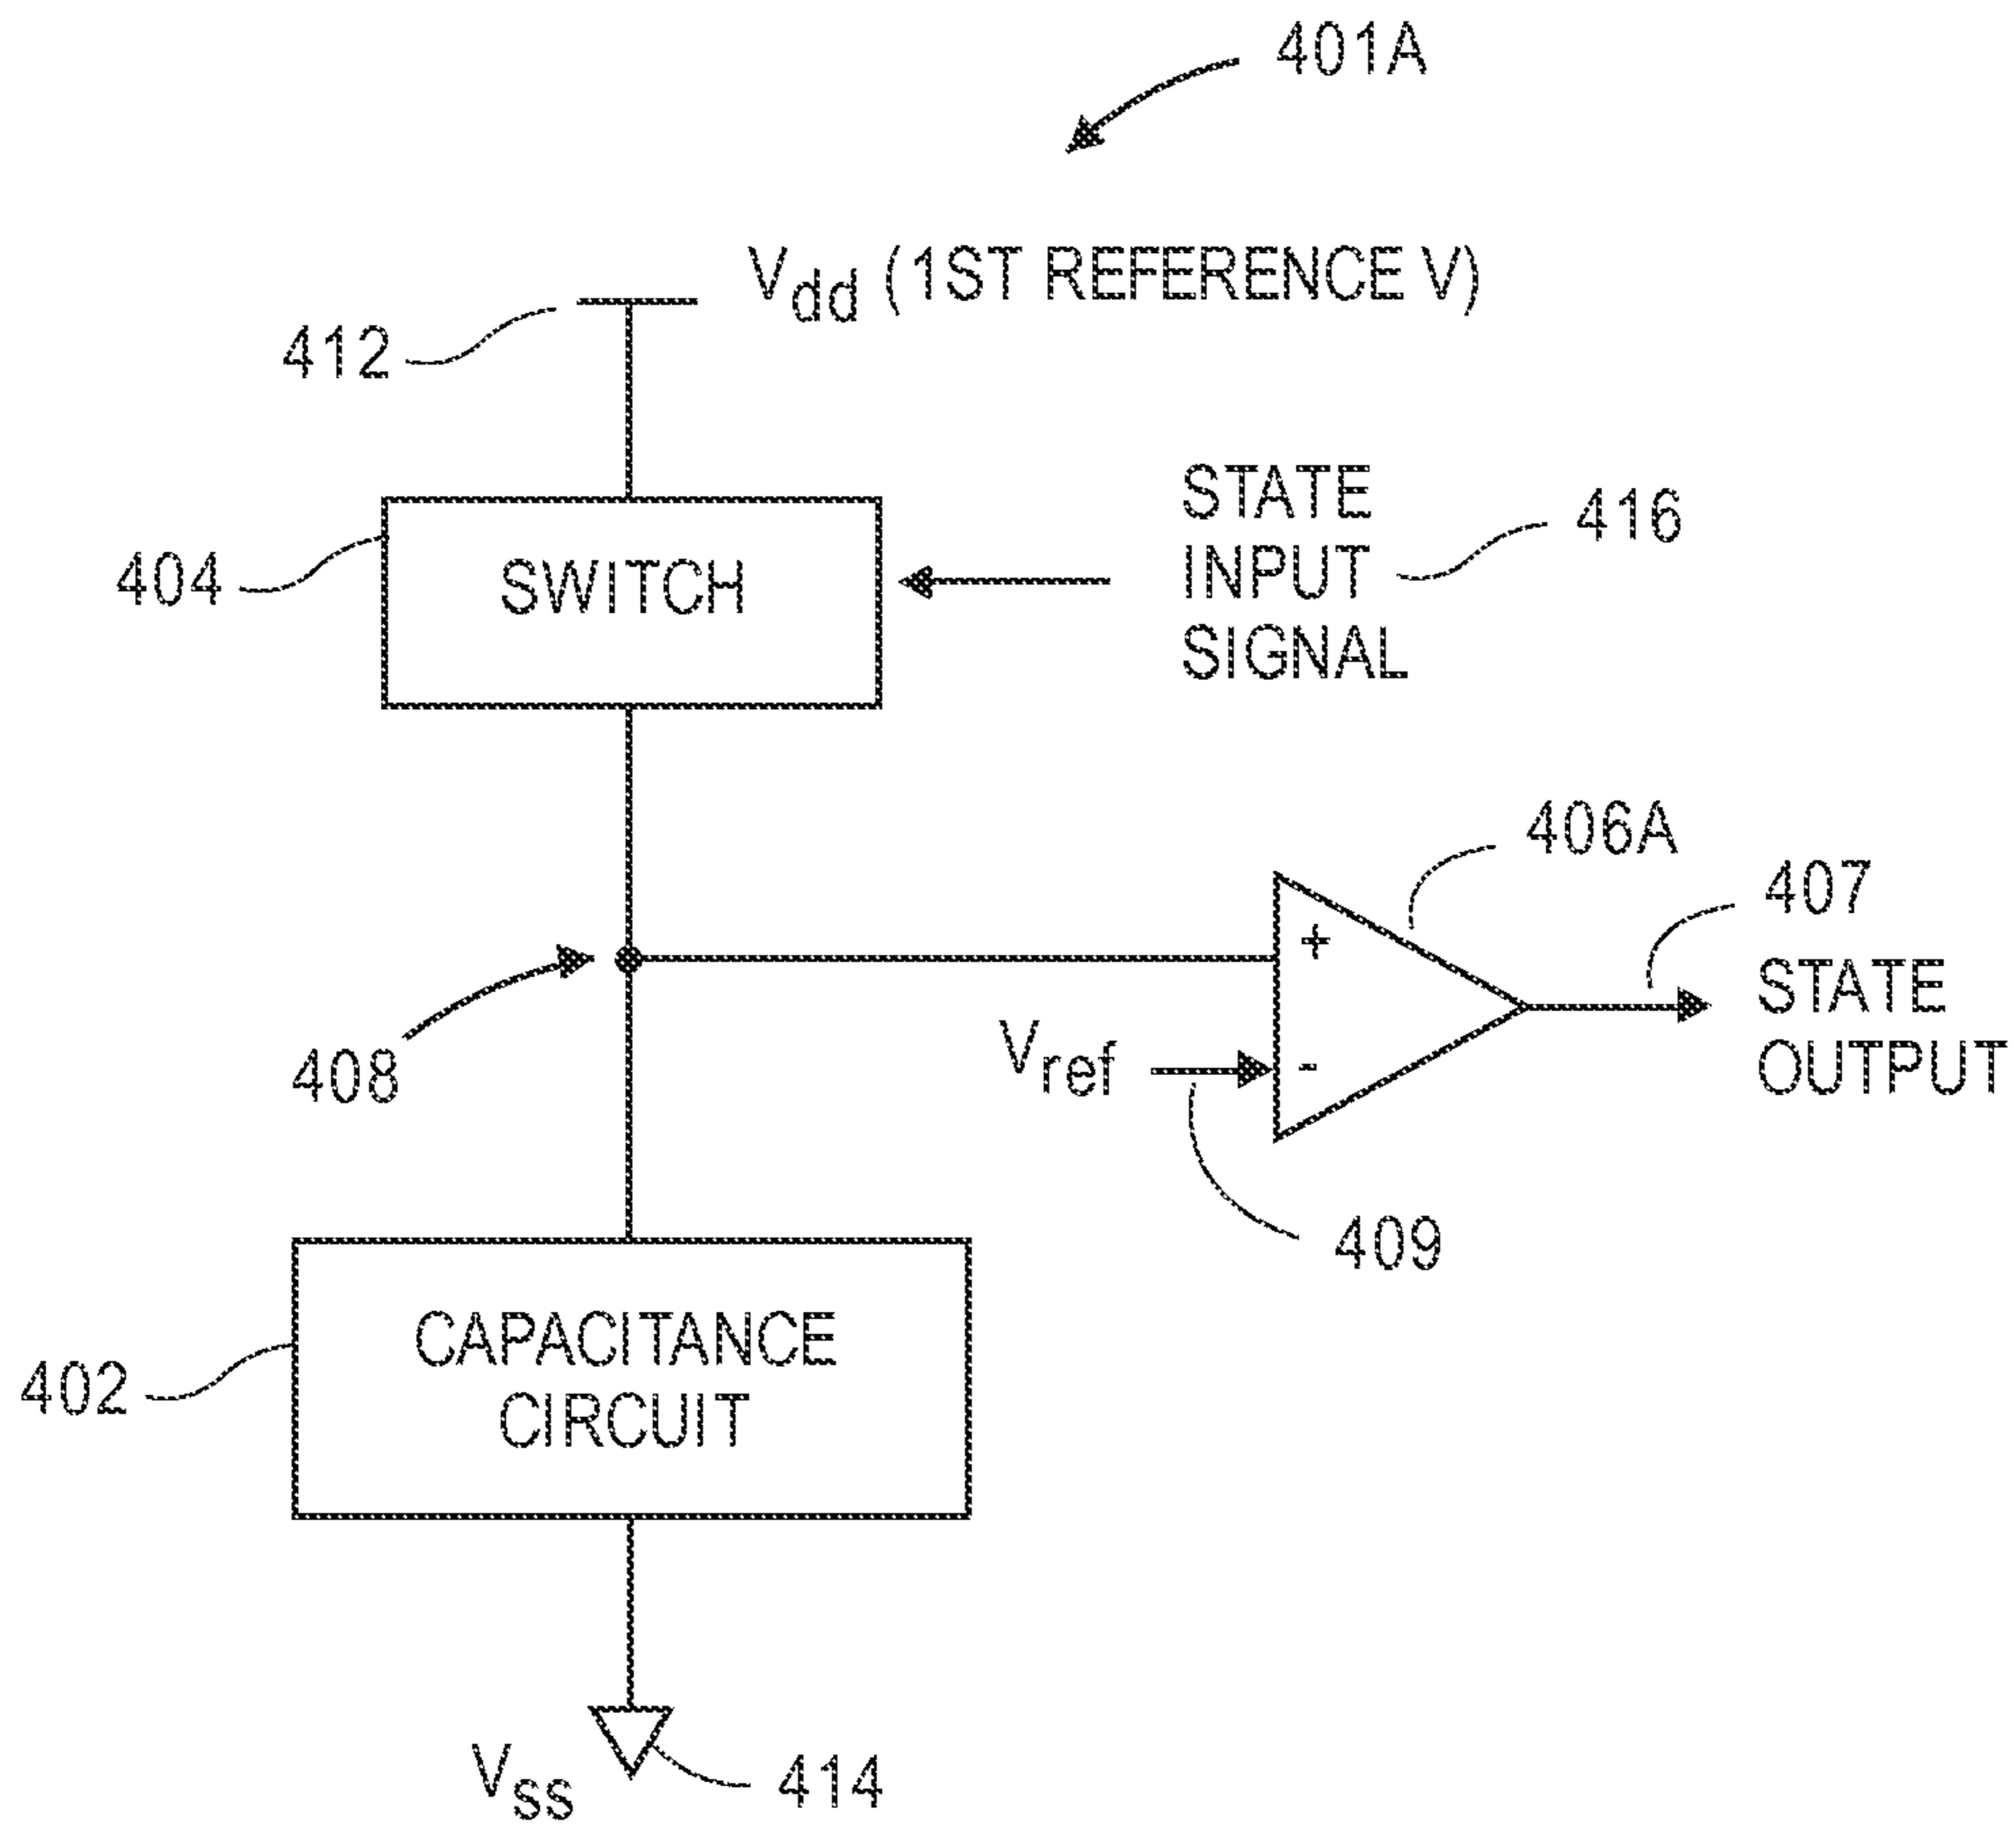 401A
Vdd (1ST REFERENCE V)
412
STATE
INPUT
SIGNAL
416
404
SWITCH
406A
407
STATE
OUTPUT
+
408
Vref
-
409
CAPACITANCE
CIRCUIT
402
Vss
414